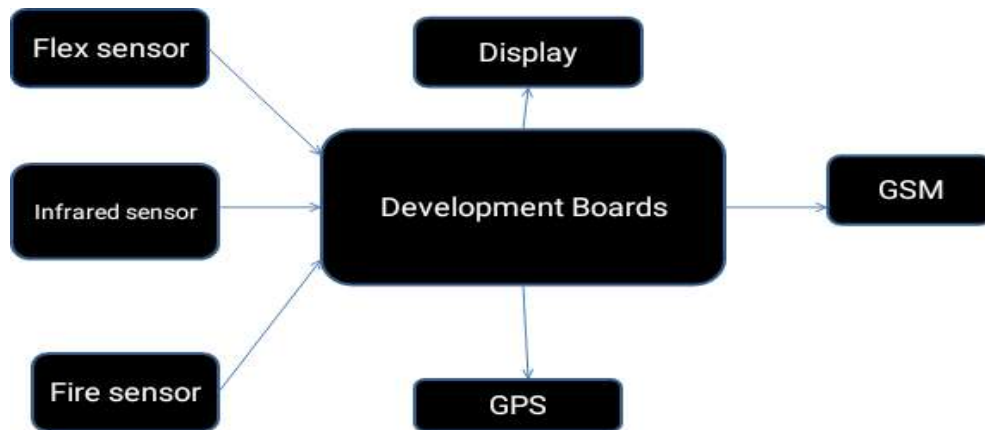 Flex sensor
Display
Infrared sensor
Development Boards
GSM
Fire sensor
GPS